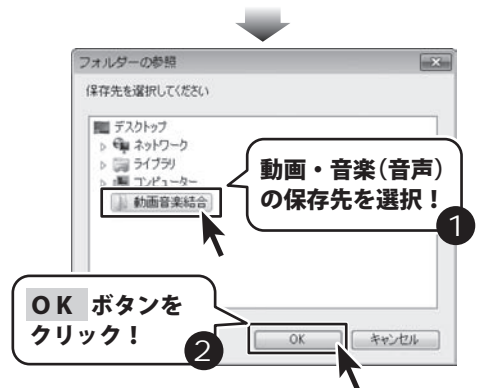 フォルダーの参照
保存先を選択してください
デスクトップ
ネットワーク
ライブラリ
コンピューター
動画音楽結合
動画・音楽(音声)
の保存先を選択！
1
OK ボタンを
クリック！
2
OK
キャンセル